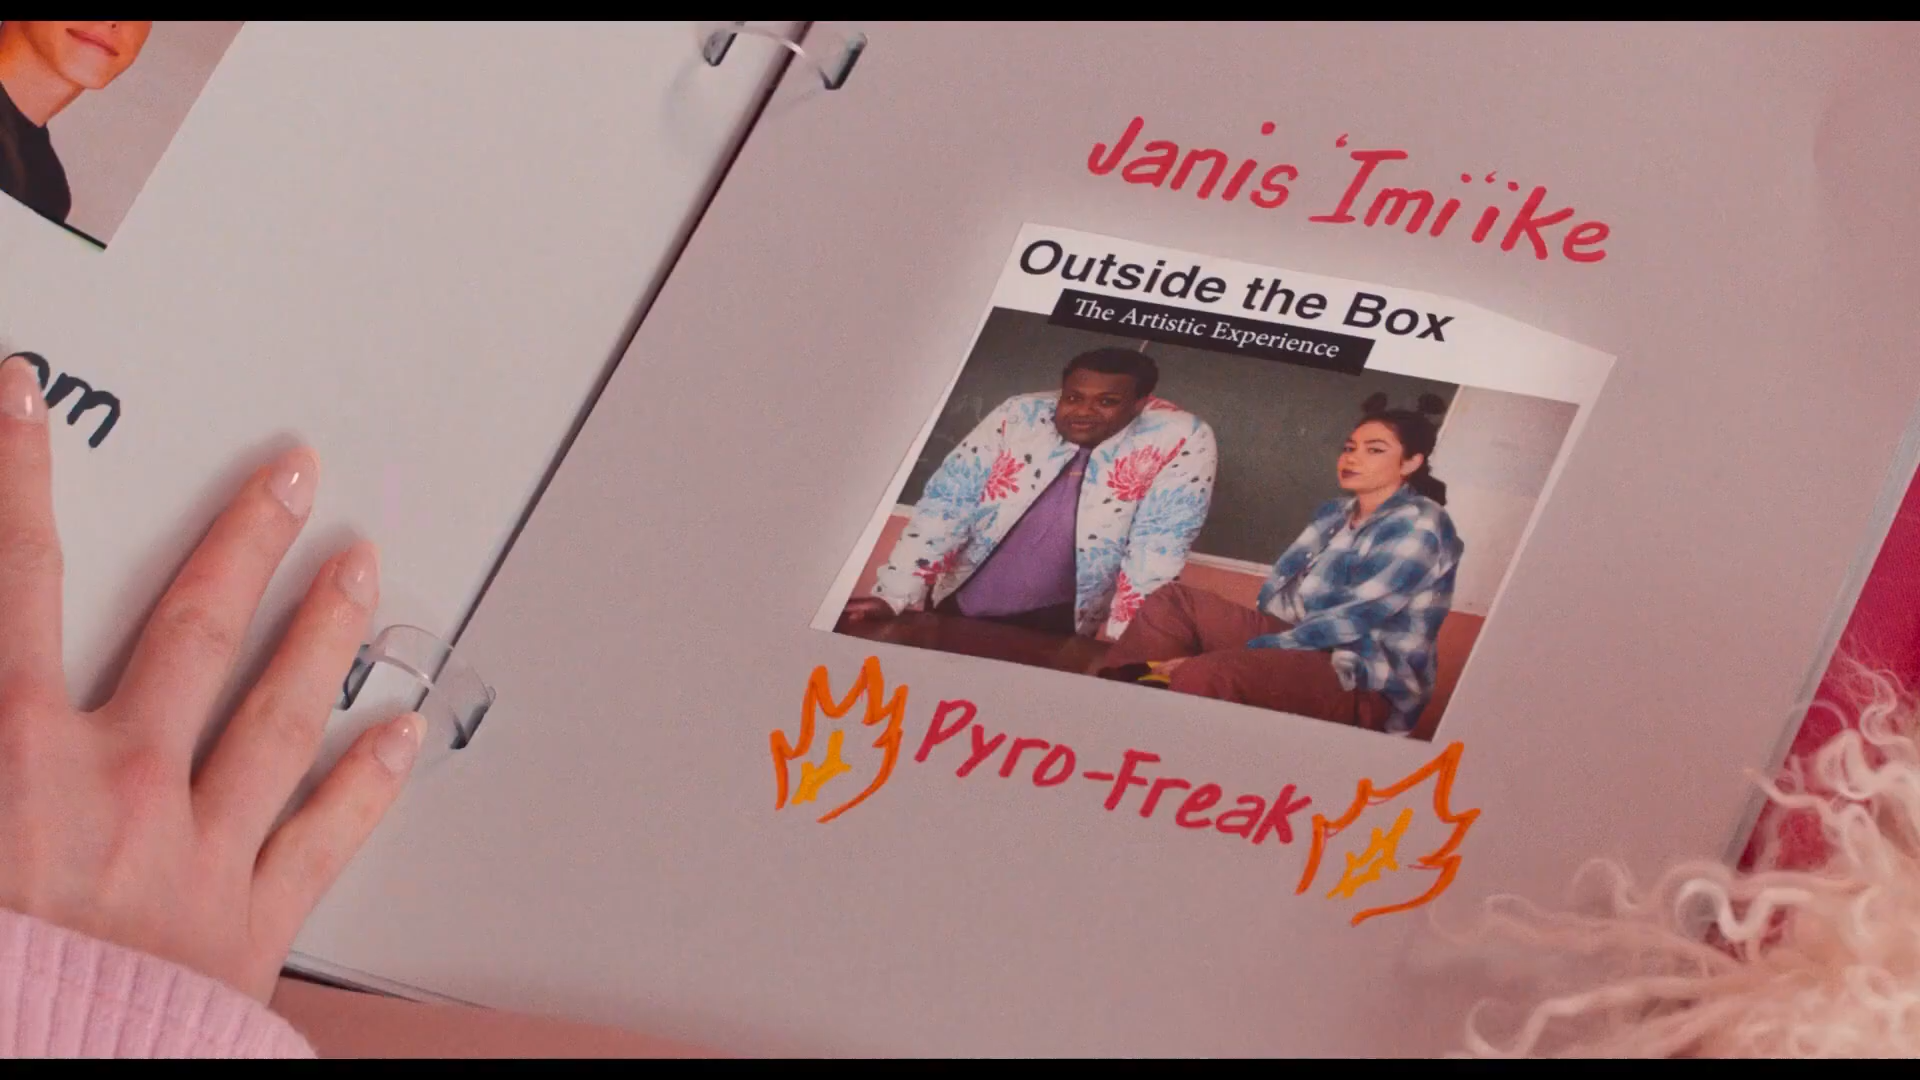 Janis 'Imi'ike
Outside the Box
The Artistic Experience
Pyro-Freak